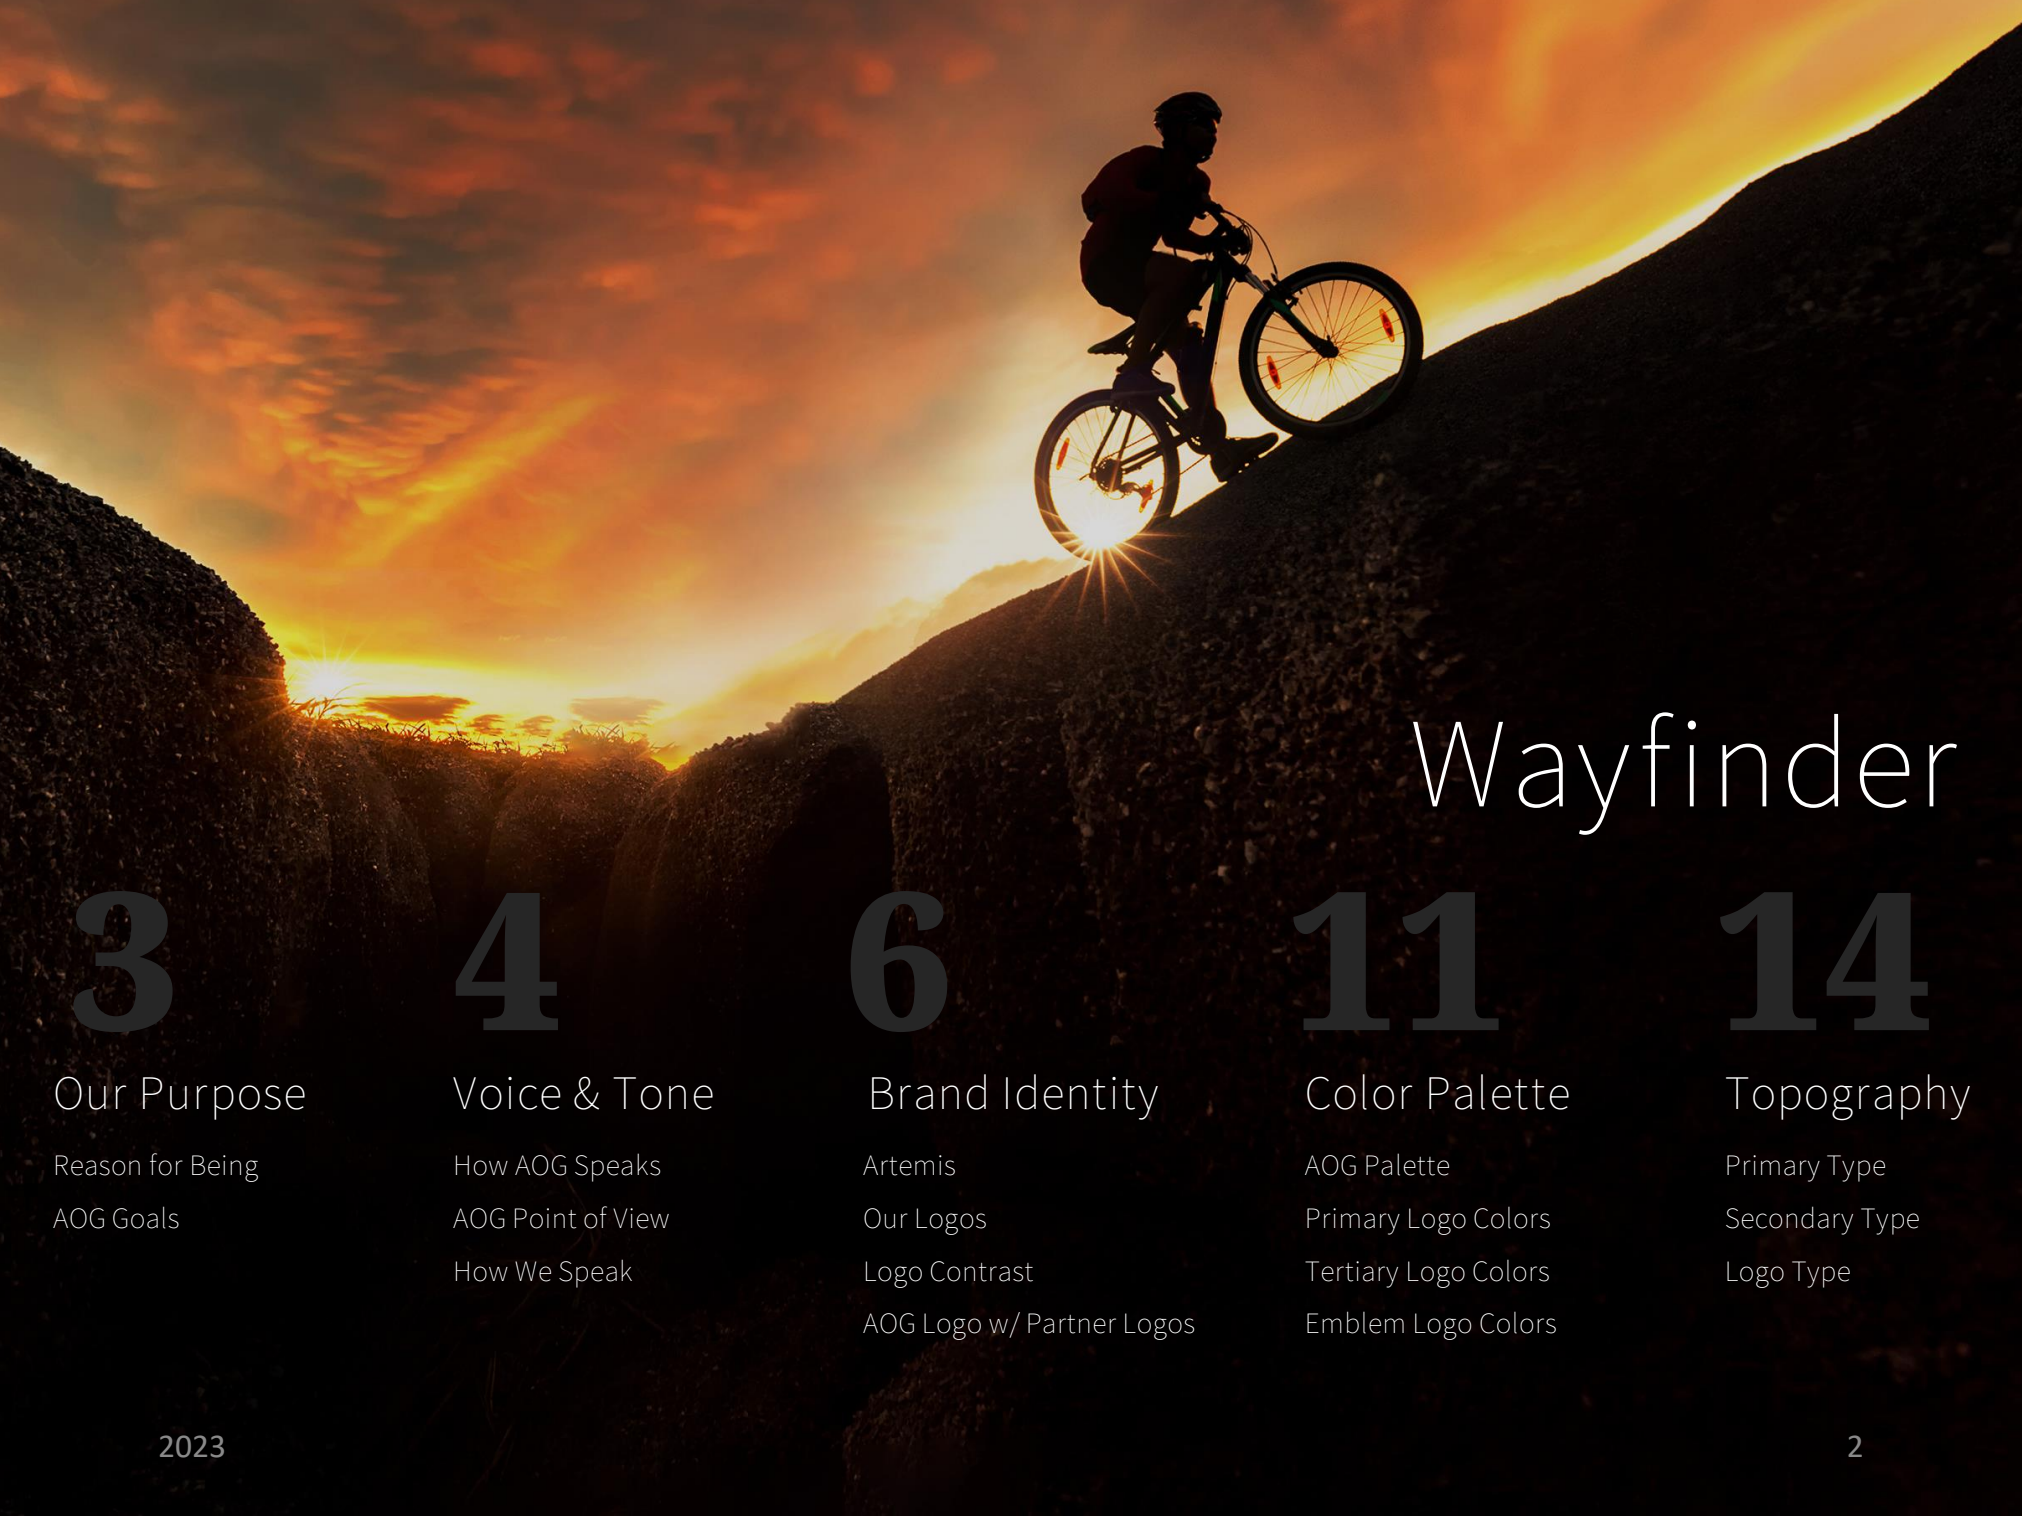 Wayfinder
3
Our Purpose
Reason for Being
AOG Goals
4
Voice & Tone
How AOG Speaks
AOG Point of View
How We Speak
6
Brand Identity
Artemis
Our Logos
Logo Contrast
AOG Logo w/ Partner Logos
11
Color Palette
AOG Palette
Primary Logo Colors
Tertiary Logo Colors
Emblem Logo Colors
14
Topography
Primary Type
Secondary Type
Logo Type
2023
2